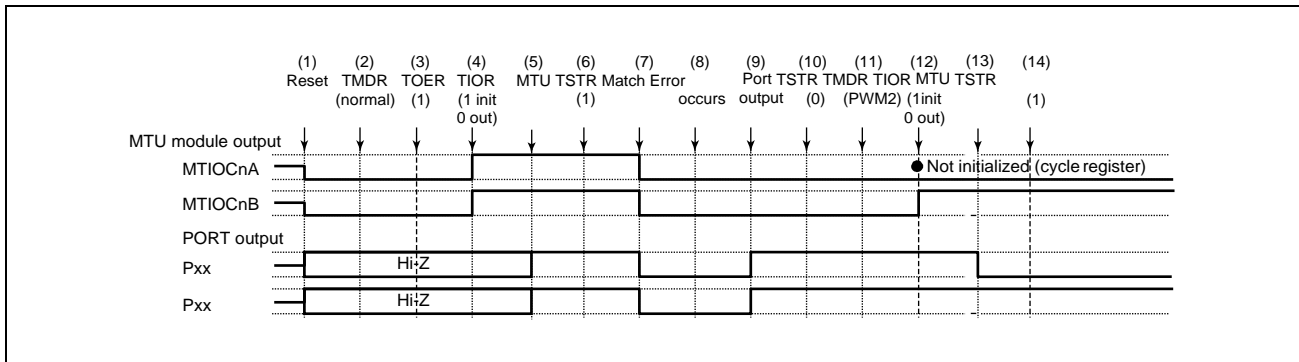 (1) (2) (3) (4) (5) (6) (7) (8) (9) (10) (11) (12) (13) (14)
Reset TMDR TOER TIOR MTU TSTR Match Error Port TSTR TMDR TIOR MTU TSTR
(normal) (1) (1 init (1) occurs output (0) (PWM2) (1init (1)
0 out) 0 out)
MTU module output
MTIOCnA
Not initialized (cycle register)
MTIOCnB
PORT output
Pxx
Hi-Z
Pxx
Hi-Z